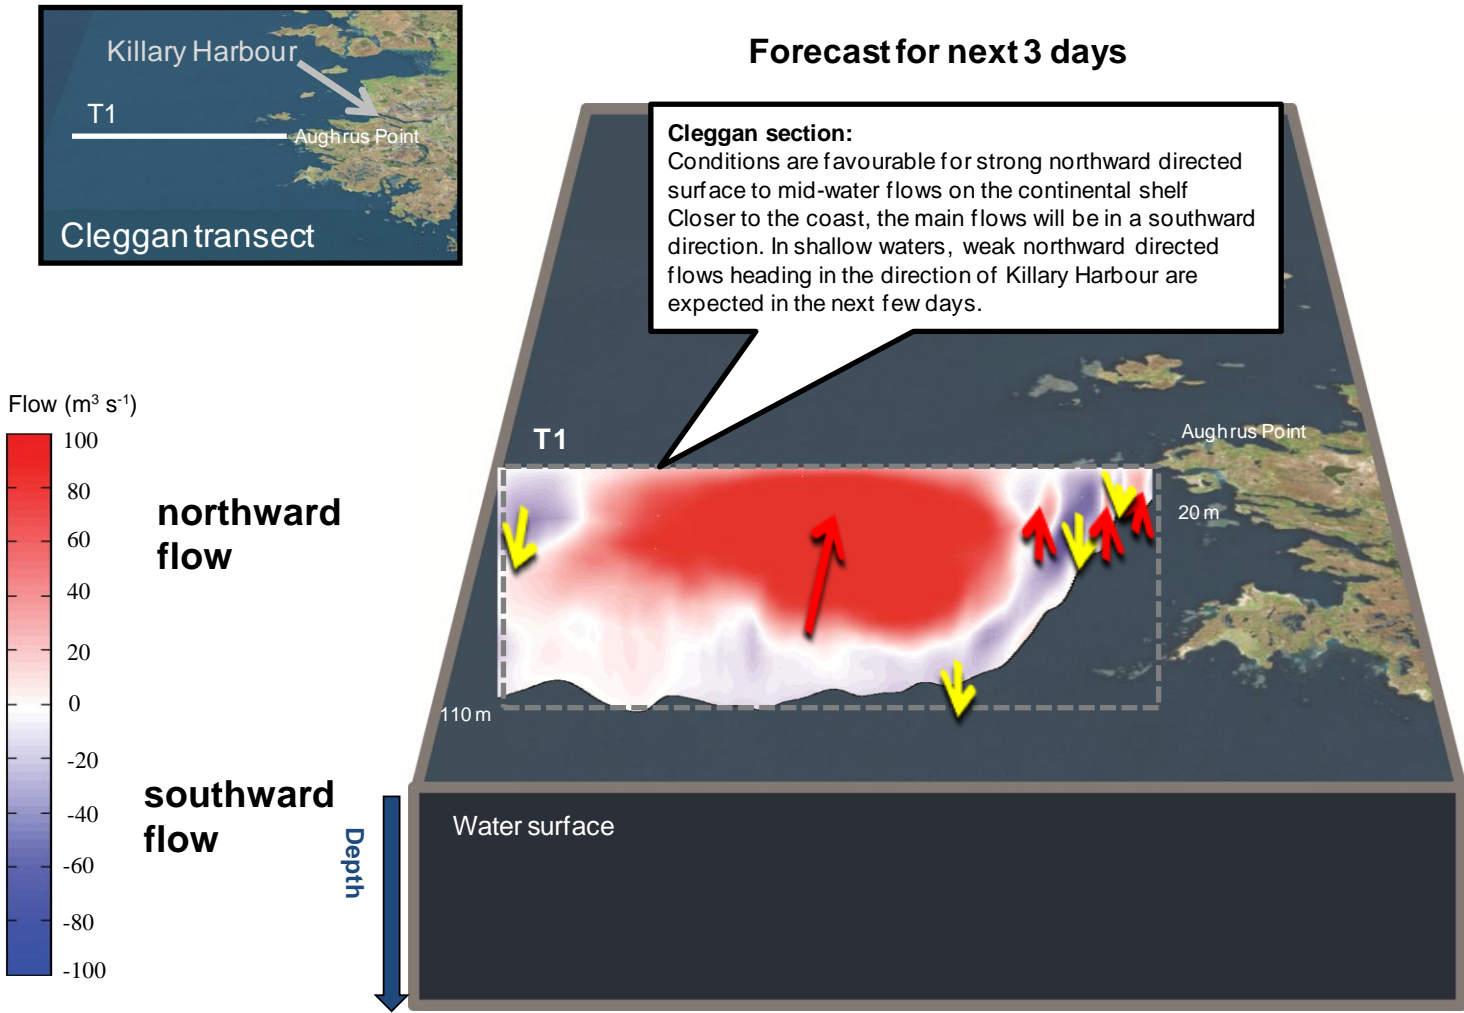 Killary Harbour
T1
Aughrus Point
Cleggan transect
Forecast for next 3 days
Cleggan section:
Conditions are favourable for strong northward directed
surface to mid-water flows on the continental shelf
Closer to the coast, the main flows will be in a southward
direction. In shallow waters, weak northward directed
flows heading in the direction of Killary Harbour are
expected in the next few days.
Flow (m³ s⁻¹)
100
80
60
40
20
0
-20
-40
-60
-80
-100
northward
flow
southward
flow
T1
Aughrus Point
20 m
110 m
Depth
Water surface